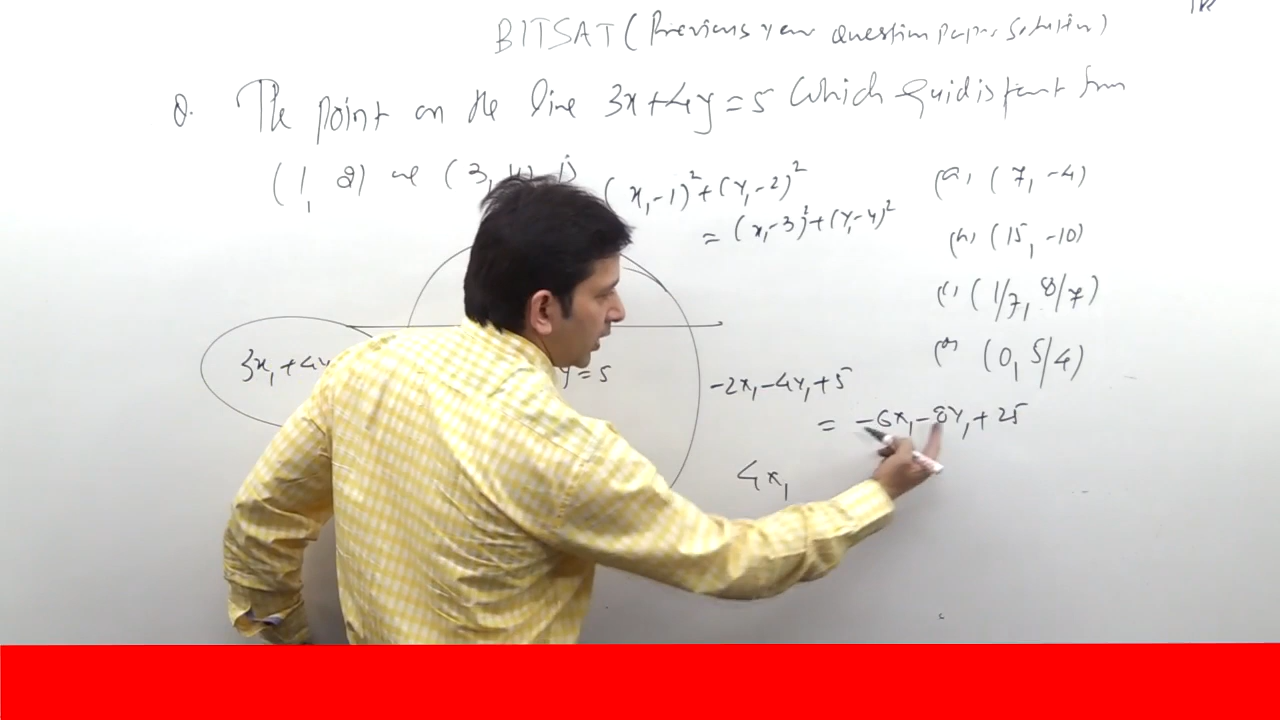 BITSAT (Previous year question paper solution)
Q. The point on the line 3x+4y=5 which equidistant from
(1, 2) and (3, 4) is
(x₁-1)²+(y₁-2)²
= (x₁-3)²+(y₁-4)²
(a) (7, -4)
(b) (15, -10)
(c) (1/7, 8/7)
(d) (0, 5/4)
3x₁+4y
y=5
-2x₁-4y₁+5
= -6x₁-8y₁+25
4x₁